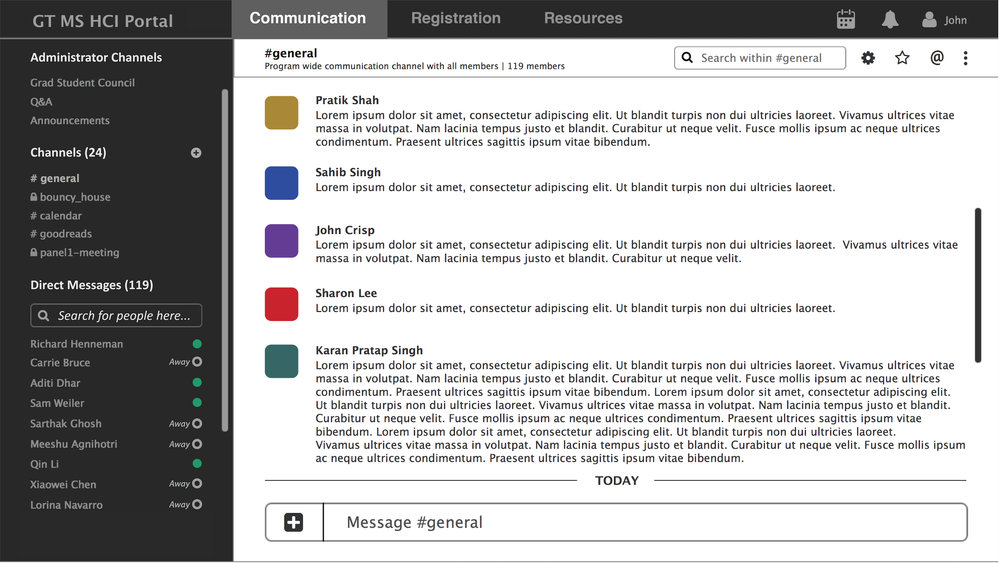 GT MS HCI Portal
Communication
Registration
Resources
John
Administrator Channels
Grad Student Council
Q&A
Announcements
Channels (24)
# general
bouncy_house
# calendar
# goodreads
panel1-meeting
Direct Messages (119)
Search for people here...
Richard Henneman
Carrie Bruce Away
Aditi Dhar
Sam Weiler
Sarthak Ghosh Away
Meeshu Agnihotri Away
Qin Li
Xiaowei Chen Away
Lorina Navarro Away
#general
Program wide communication channel with all members | 119 members
Search within #general
@
Pratik Shah
Lorem ipsum dolor sit amet, consectetur adipiscing elit. Ut blandit turpis non dui ultricies laoreet. Vivamus ultrices vitae
massa in volutpat. Nam lacinia tempus justo et blandit. Curabitur ut neque velit. Fusce mollis ipsum ac neque ultrices
condimentum. Praesent ultrices sagittis ipsum vitae bibendum.
Sahib Singh
Lorem ipsum dolor sit amet, consectetur adipiscing elit. Ut blandit turpis non dui ultricies laoreet.
John Crisp
Lorem ipsum dolor sit amet, consectetur adipiscing elit. Ut blandit turpis non dui ultricies laoreet.  Vivamus ultrices vitae
massa in volutpat. Nam lacinia tempus justo et blandit. Curabitur ut neque velit.
Sharon Lee
Lorem ipsum dolor sit amet, consectetur adipiscing elit. Ut blandit turpis non dui ultricies laoreet.
Karan Pratap Singh
Lorem ipsum dolor sit amet, consectetur adipiscing elit. Ut blandit turpis non dui ultricies laoreet. Vivamus ultrices vitae
massa in volutpat. Nam lacinia tempus justo et blandit. Curabitur ut neque velit. Fusce mollis ipsum ac neque ultrices
condimentum. Praesent ultrices sagittis ipsum vitae bibendum. Lorem ipsum dolor sit amet, consectetur adipiscing elit.
Ut blandit turpis non dui ultricies laoreet. Vivamus ultrices vitae massa in volutpat. Nam lacinia tempus justo et blandit.
Curabitur ut neque velit. Fusce mollis ipsum ac neque ultrices condimentum. Praesent ultrices sagittis ipsum vitae
bibendum. Lorem ipsum dolor sit amet, consectetur adipiscing elit. Ut blandit turpis non dui ultricies laoreet.
Vivamus ultrices vitae massa in volutpat. Nam lacinia tempus justo et blandit. Curabitur ut neque velit. Fusce mollis ipsum
ac neque ultrices condimentum. Praesent ultrices sagittis ipsum vitae bibendum.
TODAY
Message #general